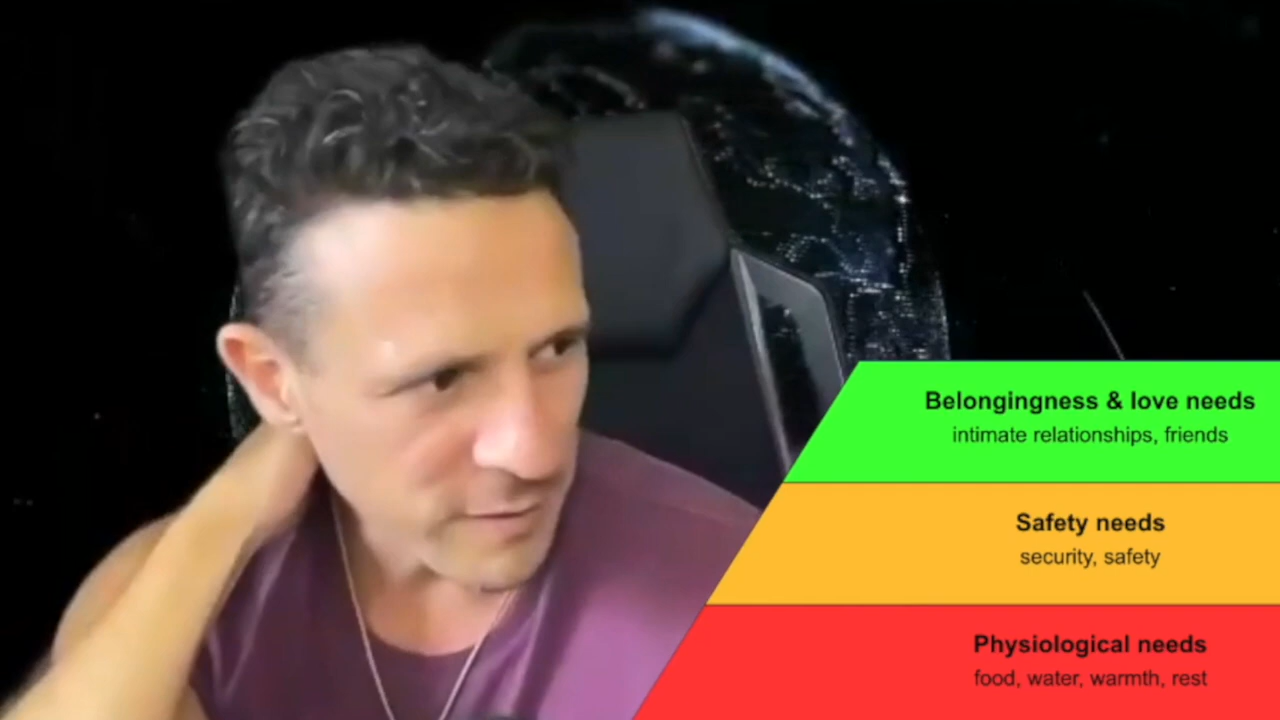 Belongingness & love needs
intimate relationships, friends
Safety needs
security, safety
Physiological needs
food, water, warmth, rest